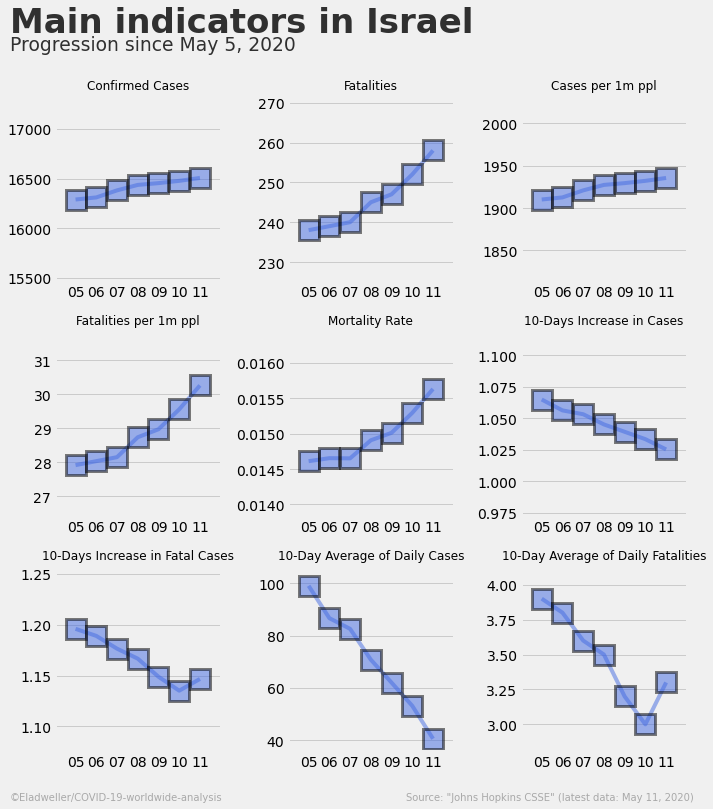 Main indicators in Israel
Progression since May 5, 2020
Confirmed Cases
17000
16500
16000
15500
05 06 07 08 09 10 11
Fatalities
270
260
250
240
230
05 06 07 08 09 10 11
Cases per 1m ppl
2000
1950
1900
1850
05 06 07 08 09 10 11
Fatalities per 1m ppl
31
30
29
28
27
05 06 07 08 09 10 11
Mortality Rate
0.0160
0.0155
0.0150
0.0145
0.0140
05 06 07 08 09 10 11
10-Days Increase in Cases
1.100
1.075
1.050
1.025
1.000
0.975
05 06 07 08 09 10 11
10-Days Increase in Fatal Cases
1.25
1.20
1.15
1.10
05 06 07 08 09 10 11
10-Day Average of Daily Cases
100
80
60
40
05 06 07 08 09 10 11
10-Day Average of Daily Fatalities
4.00
3.75
3.50
3.25
3.00
05 06 07 08 09 10 11
©Eladweller/COVID-19-worldwide-analysis
Source: "Johns Hopkins CSSE" (latest data: May 11, 2020)